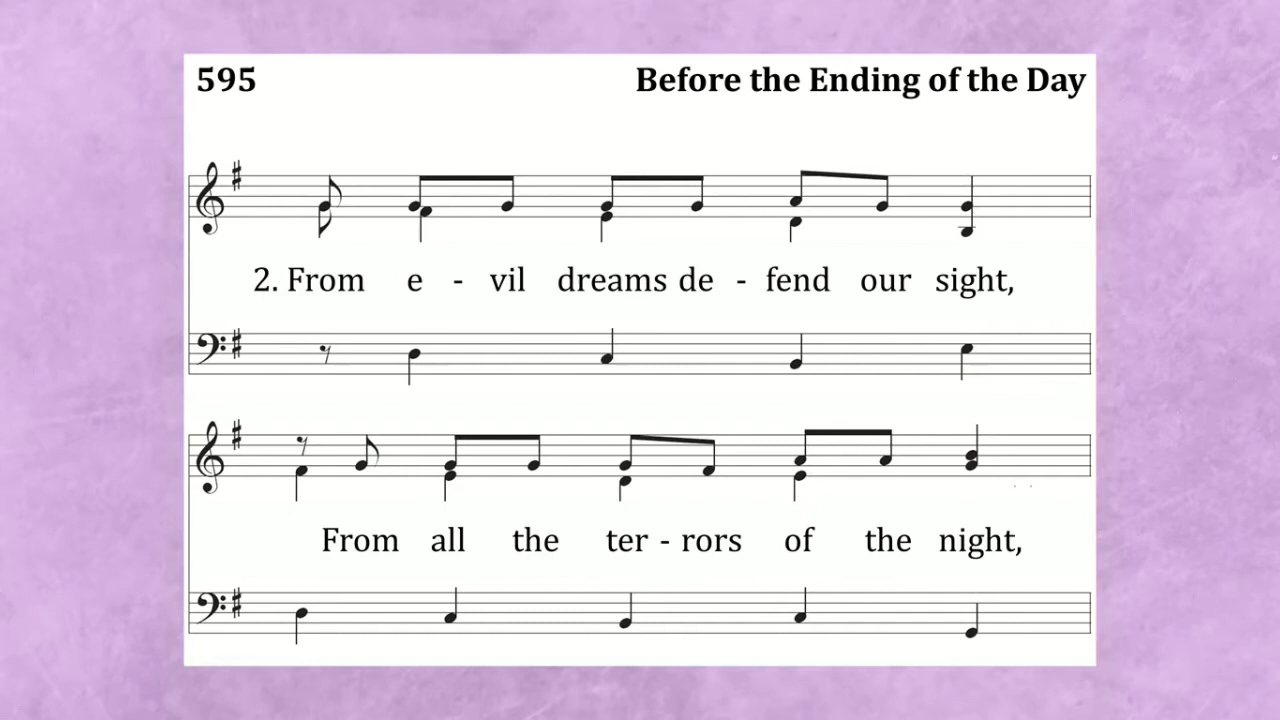 595 Before the Ending of the Day
2. From e - vil dreams de - fend our sight,
From all the ter - rors of the night,